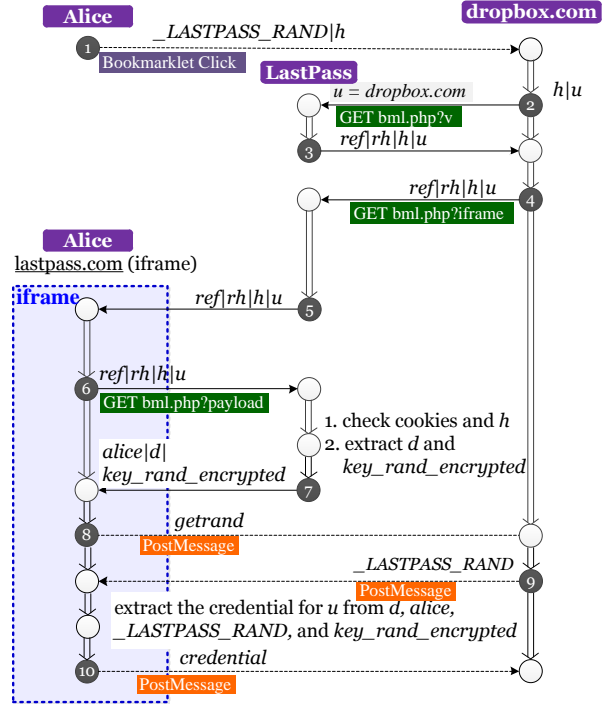 Alice
dropbox.com
_LASTPASS_RAND|h
1
Bookmarklet Click
LastPass
u = dropbox.com
h|u
2
GET bml.php?v
ref|rh|h|u
3
ref|rh|h|u
4
GET bml.php?iframe
Alice
lastpass.com (iframe)
iframe
ref|rh|h|u
5
ref|rh|h|u
6
GET bml.php?payload
1. check cookies and h
2. extract d and
key_rand_encrypted
alice|d|
key_rand_encrypted
7
getrand
8
PostMessage
_LASTPASS_RAND
9
PostMessage
extract the credential for u from d, alice,
_LASTPASS_RAND, and key_rand_encrypted
credential
10
PostMessage